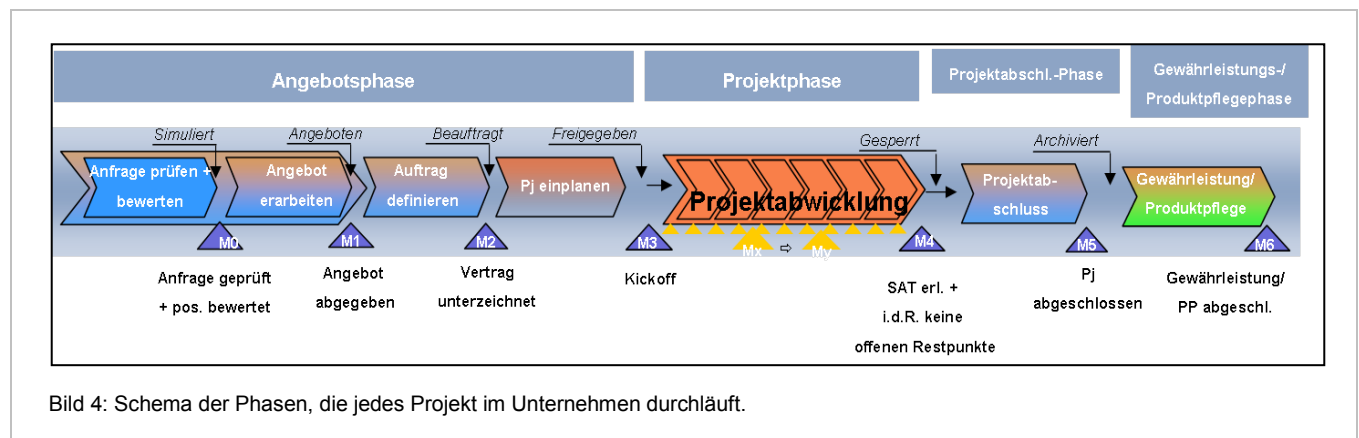 Angebotsphase
Projektphase
Projektabschl.-Phase
Gewährleistungs-/
Produktpflegephase
Simuliert
Angeboten
Beauftragt
Freigegeben
Gesperrt
Archiviert
Anfrage prüfen +
bewerten
Angebot
erarbeiten
Auftrag
definieren
Pj einplanen
Projektabwicklung
Projektab-
schluss
Gewährleistung/
Produktpflege
M0
M1
M2
M3
Mx ⇨ My
M4
M5
M6
Anfrage geprüft
+ pos. bewertet
Angebot
abgegeben
Vertrag
unterzeichnet
Kickoff
SAT erl. +
i.d.R. keine
offenen Restpunkte
Pj
abgeschlossen
Gewährleistung/
PP abgeschl.
Bild 4: Schema der Phasen, die jedes Projekt im Unternehmen durchläuft.